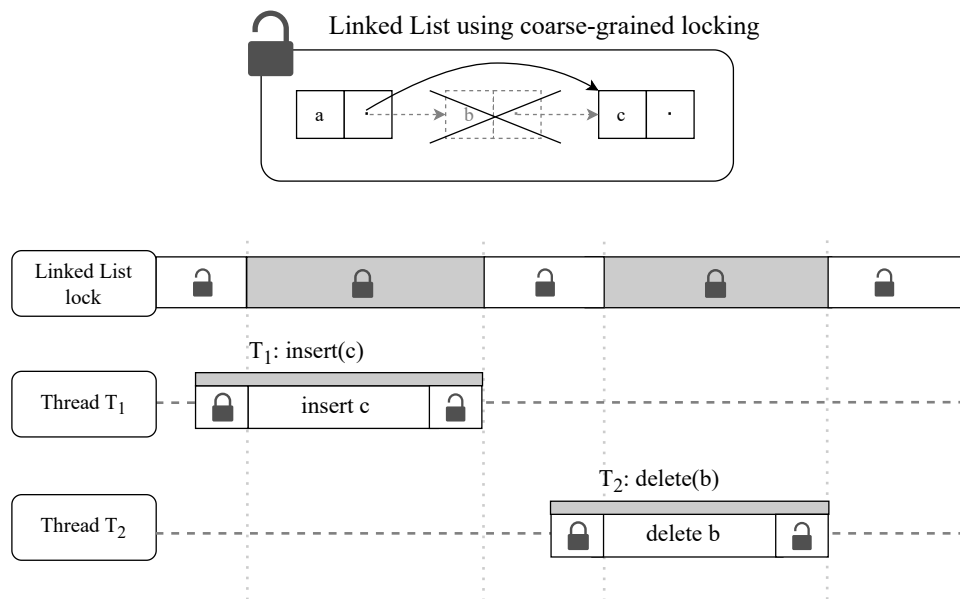 Linked List using coarse-grained locking
a
b
c
Linked List
lock
T₁: insert(c)
Thread T₁
insert c
T₂: delete(b)
Thread T₂
delete b